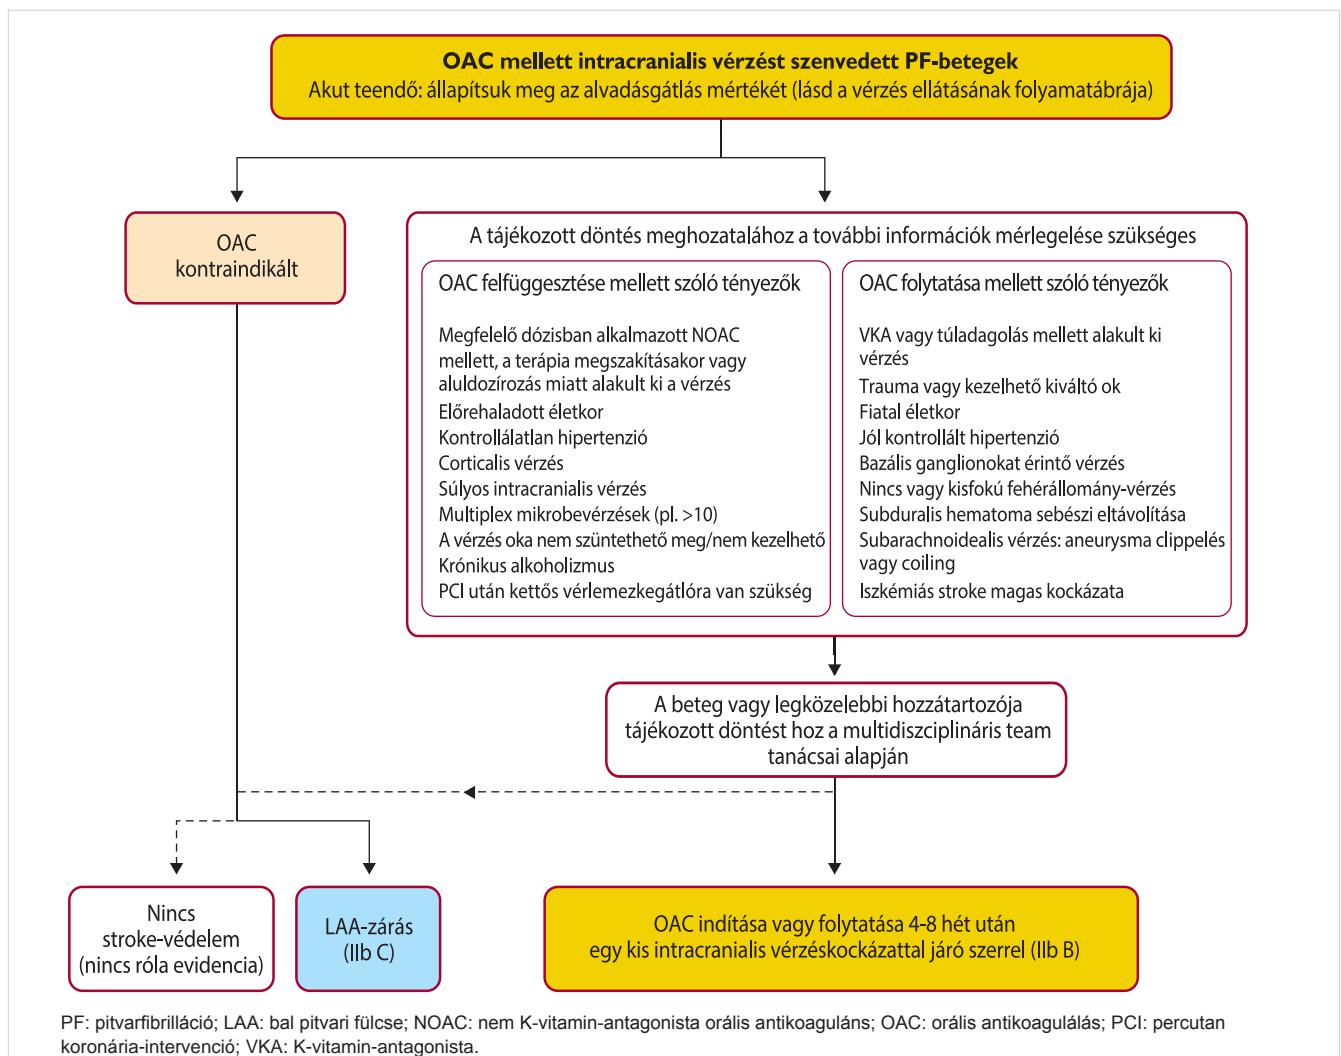 OAC mellett intracranialis vérzést szenvedett PF-betegek
Akut teendő: állapítsuk meg az alvadásgátlás mértékét (lásd a vérzés ellátásának folyamatábrája)
OAC
kontraindikált
A tájékozott döntés meghozatalához a további információk mérlegelése szükséges
OAC felfüggesztése mellett szóló tényezők
Megfelelő dózisban alkalmazott NOAC
mellett, a terápia megszakításakor vagy
aluldozírozás miatt alakult ki a vérzés
Előrehaladott életkor
Kontrollálatlan hipertenzió
Corticalis vérzés
Súlyos intracranialis vérzés
Multiplex mikrobevérzések (pl. >10)
A vérzés oka nem szüntethető meg/nem kezelhető
Krónikus alkoholizmus
PCI után kettős vérlemezkegátlóra van szükség
OAC folytatása mellett szóló tényezők
VKA vagy túladagolás mellett alakult ki
vérzés
Trauma vagy kezelhető kiváltó ok
Fiatal életkor
Jól kontrollált hipertenzió
Bazális ganglionokat érintő vérzés
Nincs vagy kisfokú fehérállomány-vérzés
Subduralis hematoma sebészi eltávolítása
Subarachnoidealis vérzés: aneurysma clippelés
vagy coiling
Iszkémiás stroke magas kockázata
A beteg vagy legközelebbi hozzátartozója
tájékozott döntést hoz a multidiszciplináris team
tanácsai alapján
Nincs
stroke-védelem
(nincs róla evidencia)
LAA-zárás
(IIb C)
OAC indítása vagy folytatása 4-8 hét után
egy kis intracranialis vérzéskockázattal járó szerrel (IIb B)
PF: pitvarfibrilláció; LAA: bal pitvari fülcse; NOAC: nem K-vitamin-antagonista orális antikoaguláns; OAC: orális antikoagulálás; PCI: percutan
koronária-intervenció; VKA: K-vitamin-antagonista.